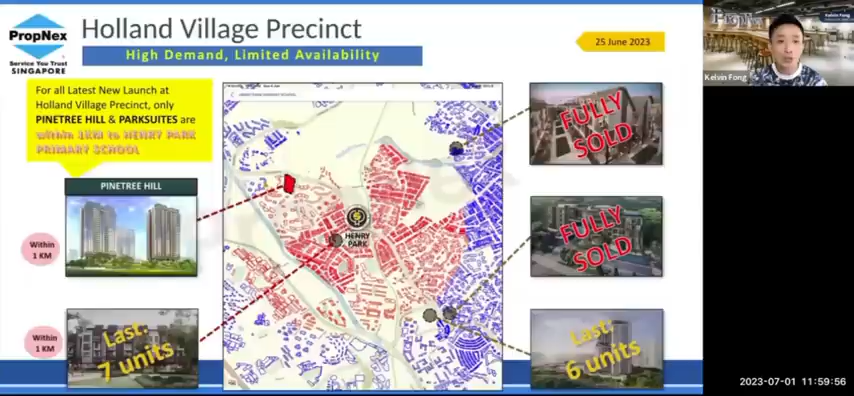 PropNex
Service You Trust
SINGAPORE
Holland Village Precinct
High Demand, Limited Availability
25 June 2023
For all Latest New Launch at
Holland Village Precinct, only
PINETREE HILL & PARKSUITES are
within 1KM to HENRY PARK
PRIMARY SCHOOL
PINETREE HILL
Within
1 KM
Within
1 KM
Last:
7 units
HENRY
PARK
FULLY
SOLD
FULLY
SOLD
Last:
6 units
PropNex
Kelvin Fong
Kelvin Fong
2023-07-01 11:59:56